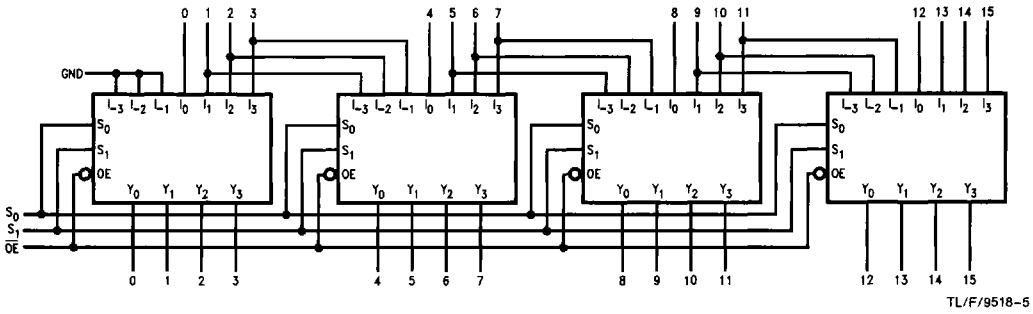 0 1 2 3 4 5 6 7 8 9 10 11 12 13 14 15
GND
I₋₃ I₋₂ I₋₁ I₀ I₁ I₂ I₃ I₋₃ I₋₂ I₋₁ I₀ I₁ I₂ I₃ I₋₃ I₋₂ I₋₁ I₀ I₁ I₂ I₃ I₋₃ I₋₂ I₋₁ I₀ I₁ I₂ I₃
S₀ S₀ S₀ S₀
S₁ S₁ S₁ S₁
OE OE OE OE
Y₀ Y₁ Y₂ Y₃ Y₀ Y₁ Y₂ Y₃ Y₀ Y₁ Y₂ Y₃ Y₀ Y₁ Y₂ Y₃
S₀
S₁
O̅E̅
0 1 2 3 4 5 6 7 8 9 10 11 12 13 14 15
TL/F/9518-5